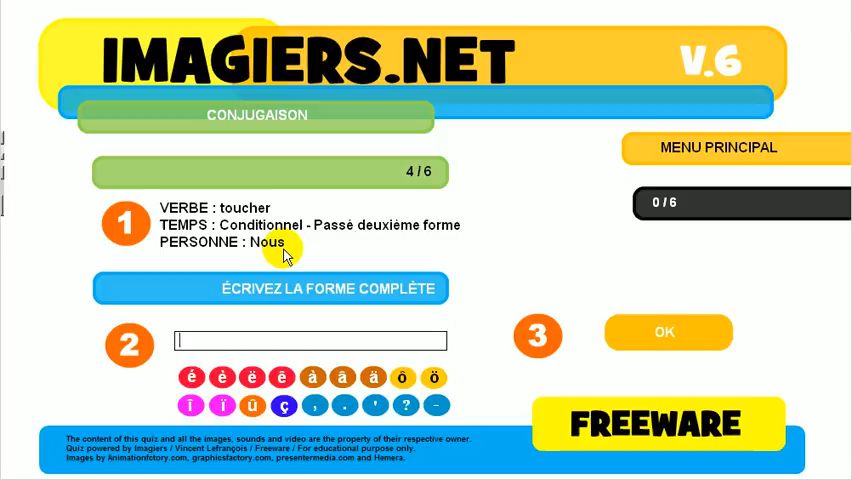 IMAGIERS.NET
V.6
CONJUGAISON
MENU PRINCIPAL
4 / 6
0 / 6
1
VERBE : toucher
TEMPS : Conditionnel - Passé deuxième forme
PERSONNE : Nous
ÉCRIVEZ LA FORME COMPLÈTE
2
3
OK
é è ë ê à â ä ô ö
î ï û ç , . ' ? -
FREEWARE
The content of this quiz and all the images, sounds and video are the property of their respective owner.
Quiz powered by Imagiers / Vincent Lefrançois / Freeware / For educational purpose only.
Images by Animationfctory.com, graphicsfactory.com, presentermedia.com and Hemera.